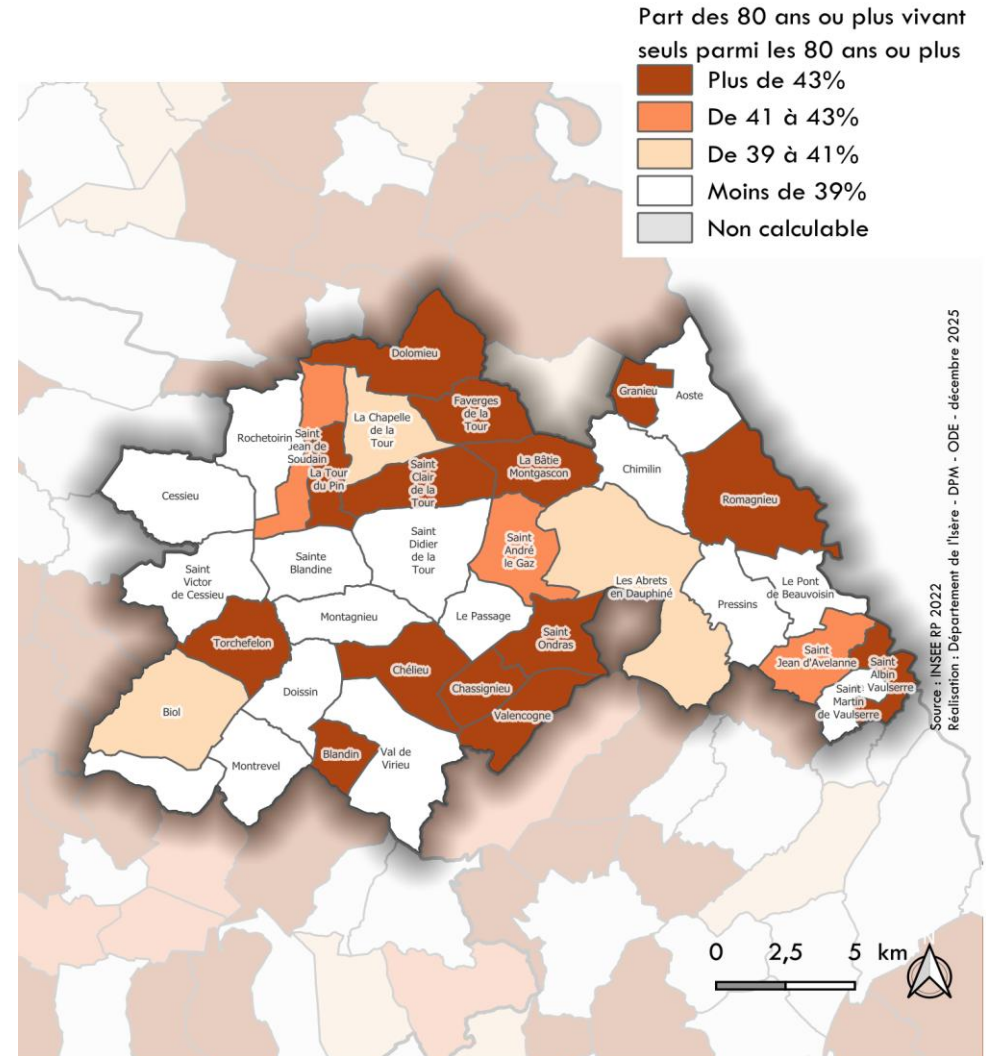 Part des 80 ans ou plus vivant
seuls parmi les 80 ans ou plus
Plus de 43%
De 41 à 43%
De 39 à 41%
Moins de 39%
Non calculable
Dolomieu
Granieu
Aoste
Faverges
de la
Tour
La Chapelle
de la
Tour
Rochetoirin
Saint
Jean de
Soudain
La Tour
du Pin
Saint
Clair
de la
Tour
La Bâtie
Montgascon
Chimilin
Romagnieu
Cessieu
Saint
Didier
de la
Tour
Saint
André
le Gaz
Sainte
Blandine
Saint
Victor
de Cessieu
Les Abrets
en Dauphiné
Pressins
Le Pont
de Beauvoisin
Montagnieu
Le Passage
Torchefelon
Saint
Ondras
Saint
Jean d'Avelanne
Saint
Albin
Vaulserre
Saint
Martin
de Vaulserre
Chélieu
Chassignieu
Doissin
Valencogne
Biol
Blandin
Val de
Virieu
Montrevel
0 2,5 5 km
Source : INSEE RP 2022
Réalisation : Département de l'Isère - DPM - ODE - décembre 2025